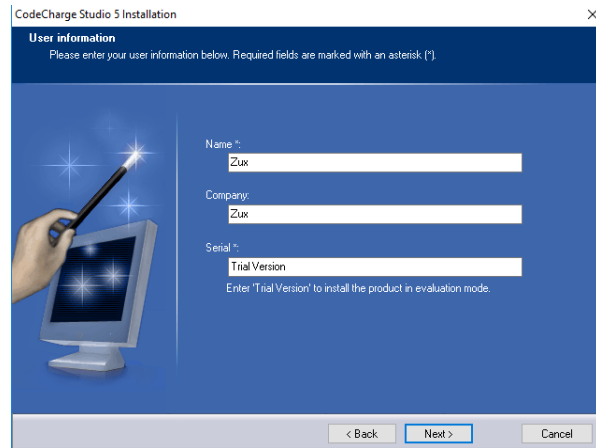 CodeCharge Studio 5 Installation
User information
Please enter your user information below. Required fields are marked with an asterisk (*).
Name *:
Zux
Company:
Zux
Serial *:
Trial Version
Enter 'Trial Version' to install the product in evaluation mode.
< Back Next > Cancel